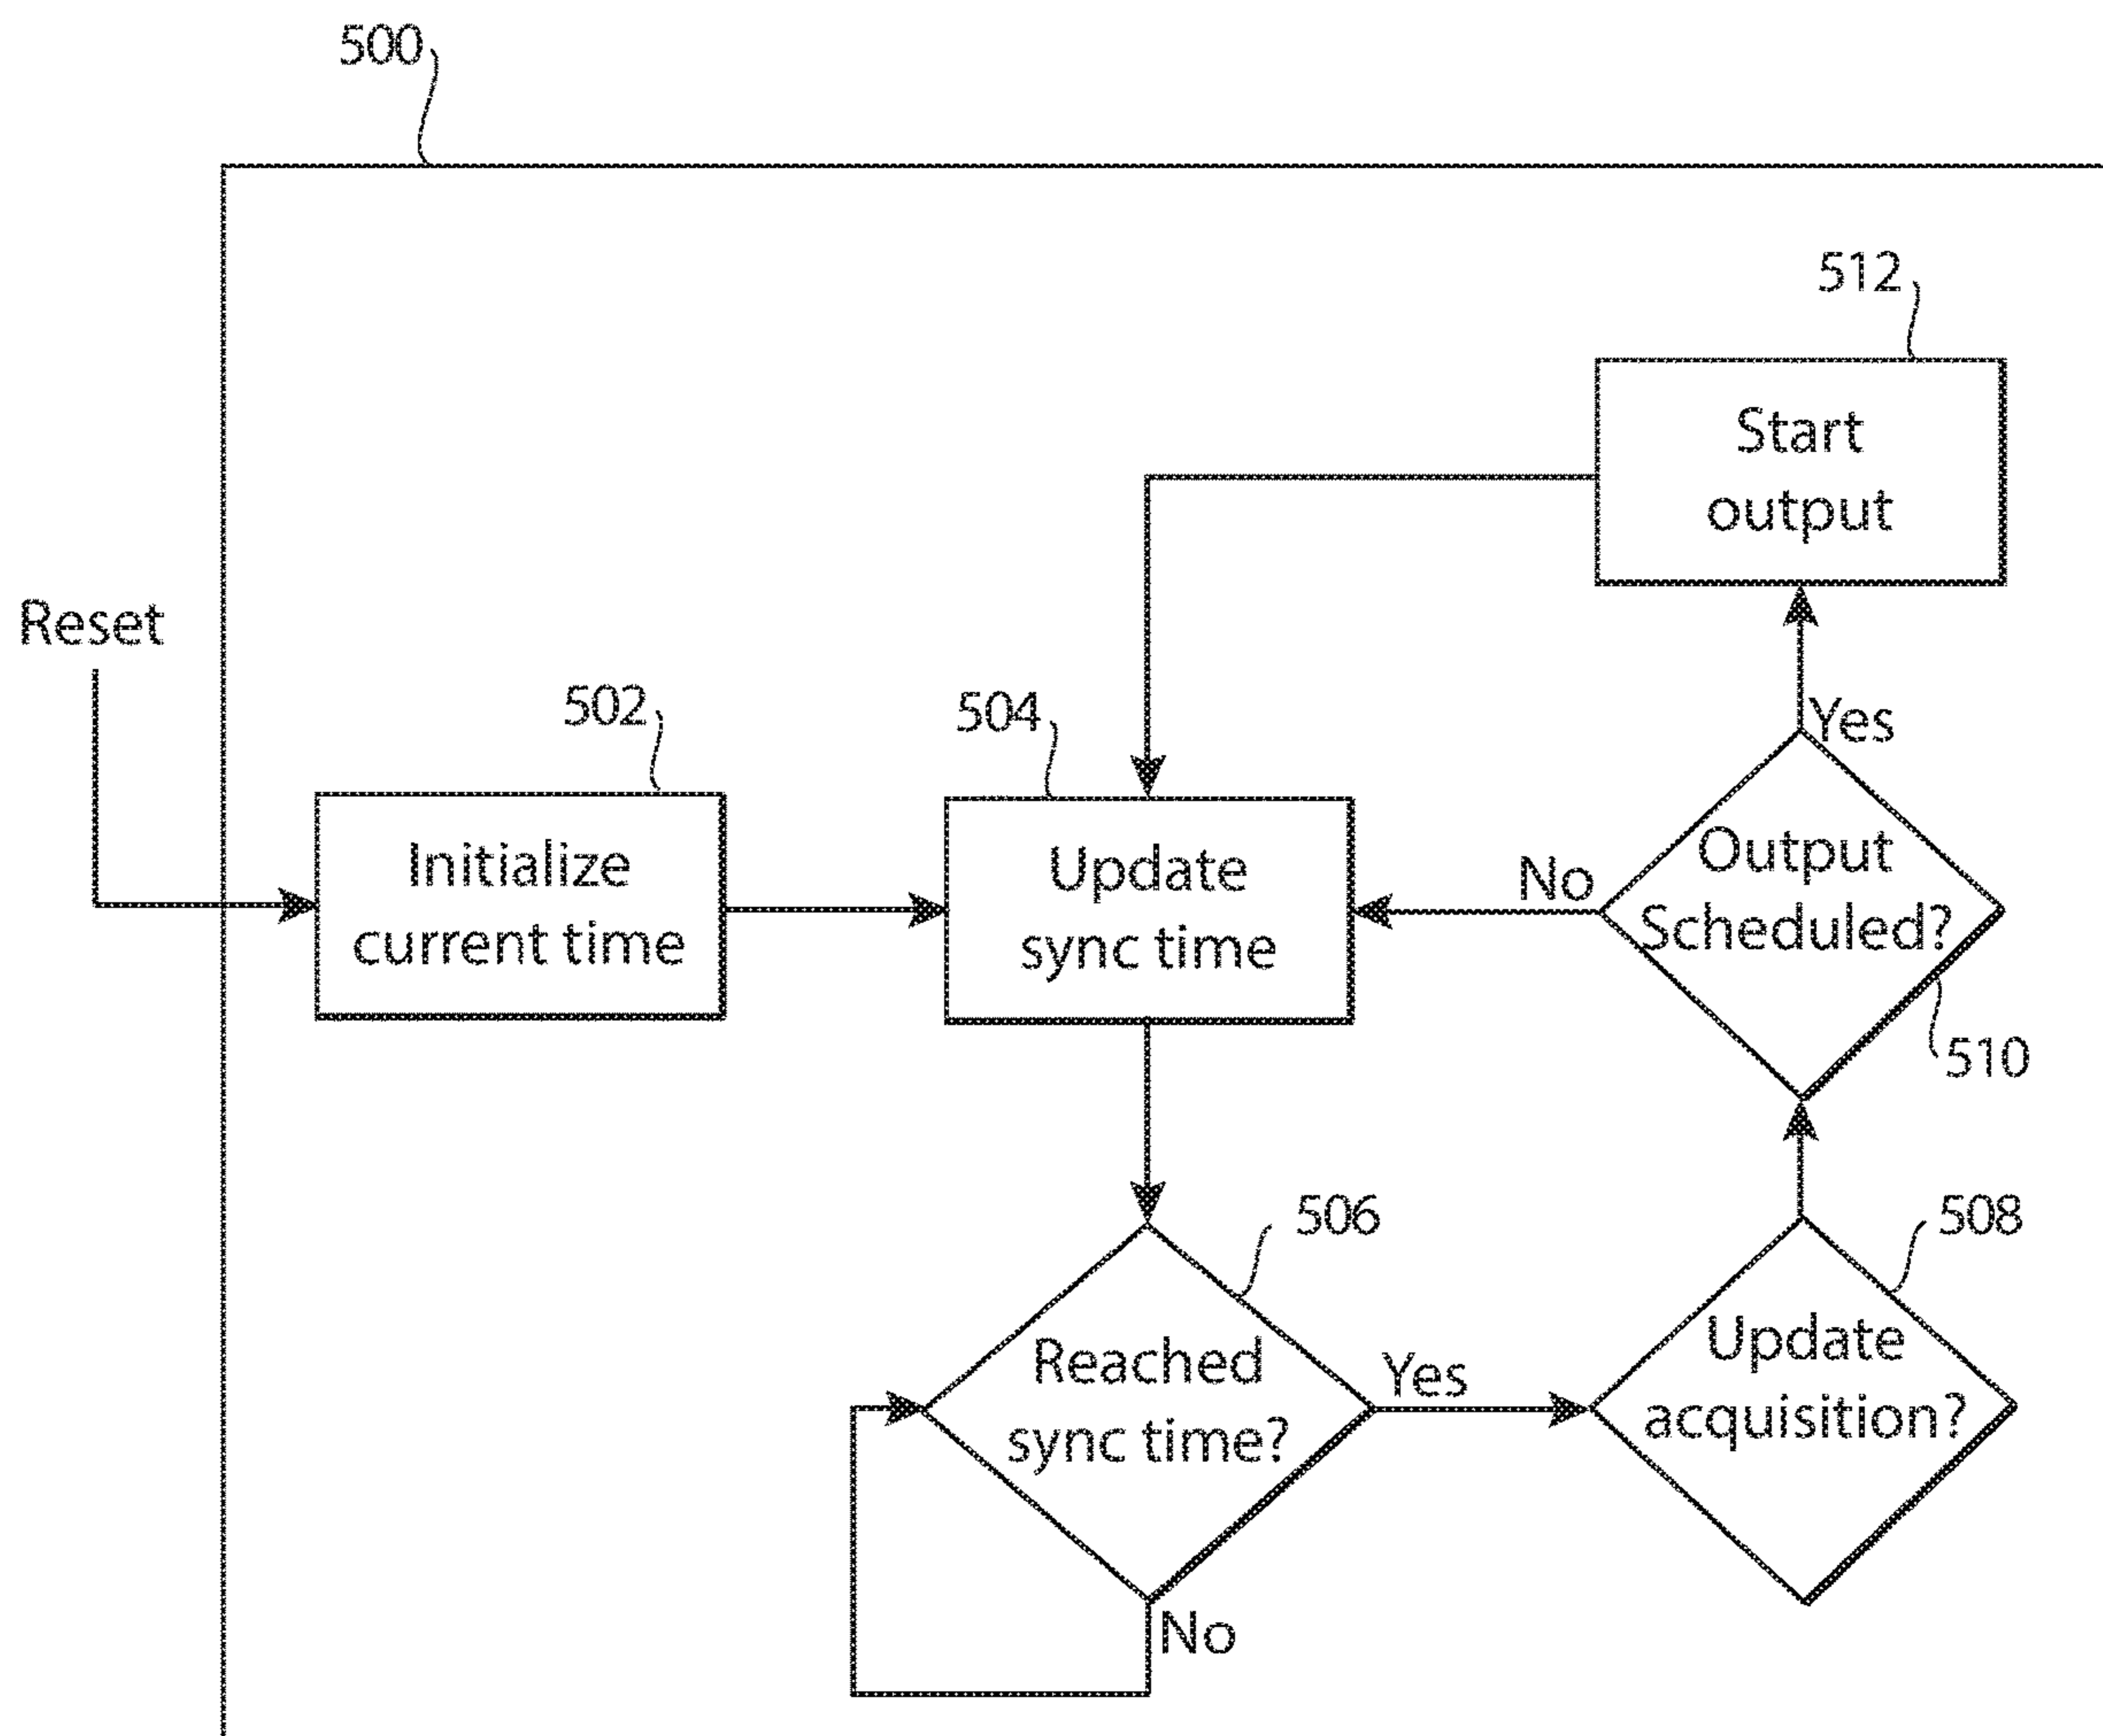 500
512
Start
output
Reset
502
504
Yes
Initialize
current time
Update
sync time
No
Output
Scheduled?
510
506
508
Reached
sync time?
Yes
Update
acquisition?
No